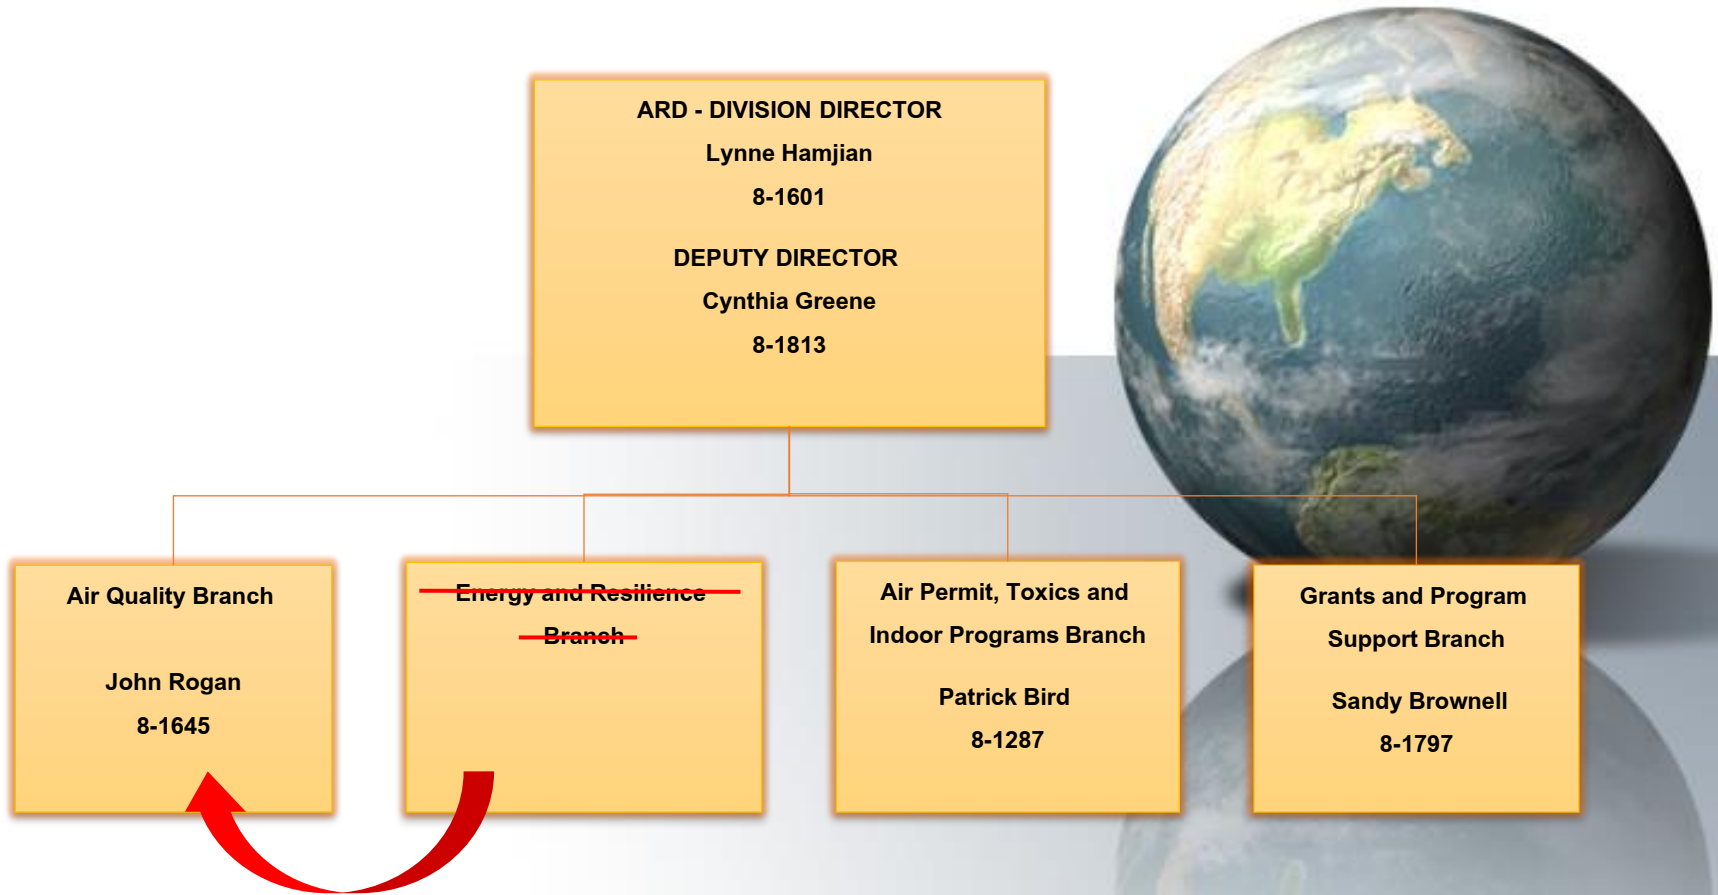 ARD - DIVISION DIRECTOR
Lynne Hamjian
8-1601
DEPUTY DIRECTOR
Cynthia Greene
8-1813
Air Quality Branch
John Rogan
8-1645
Energy and Resilience
Branch
Air Permit, Toxics and
Indoor Programs Branch
Patrick Bird
8-1287
Grants and Program
Support Branch
Sandy Brownell
8-1797